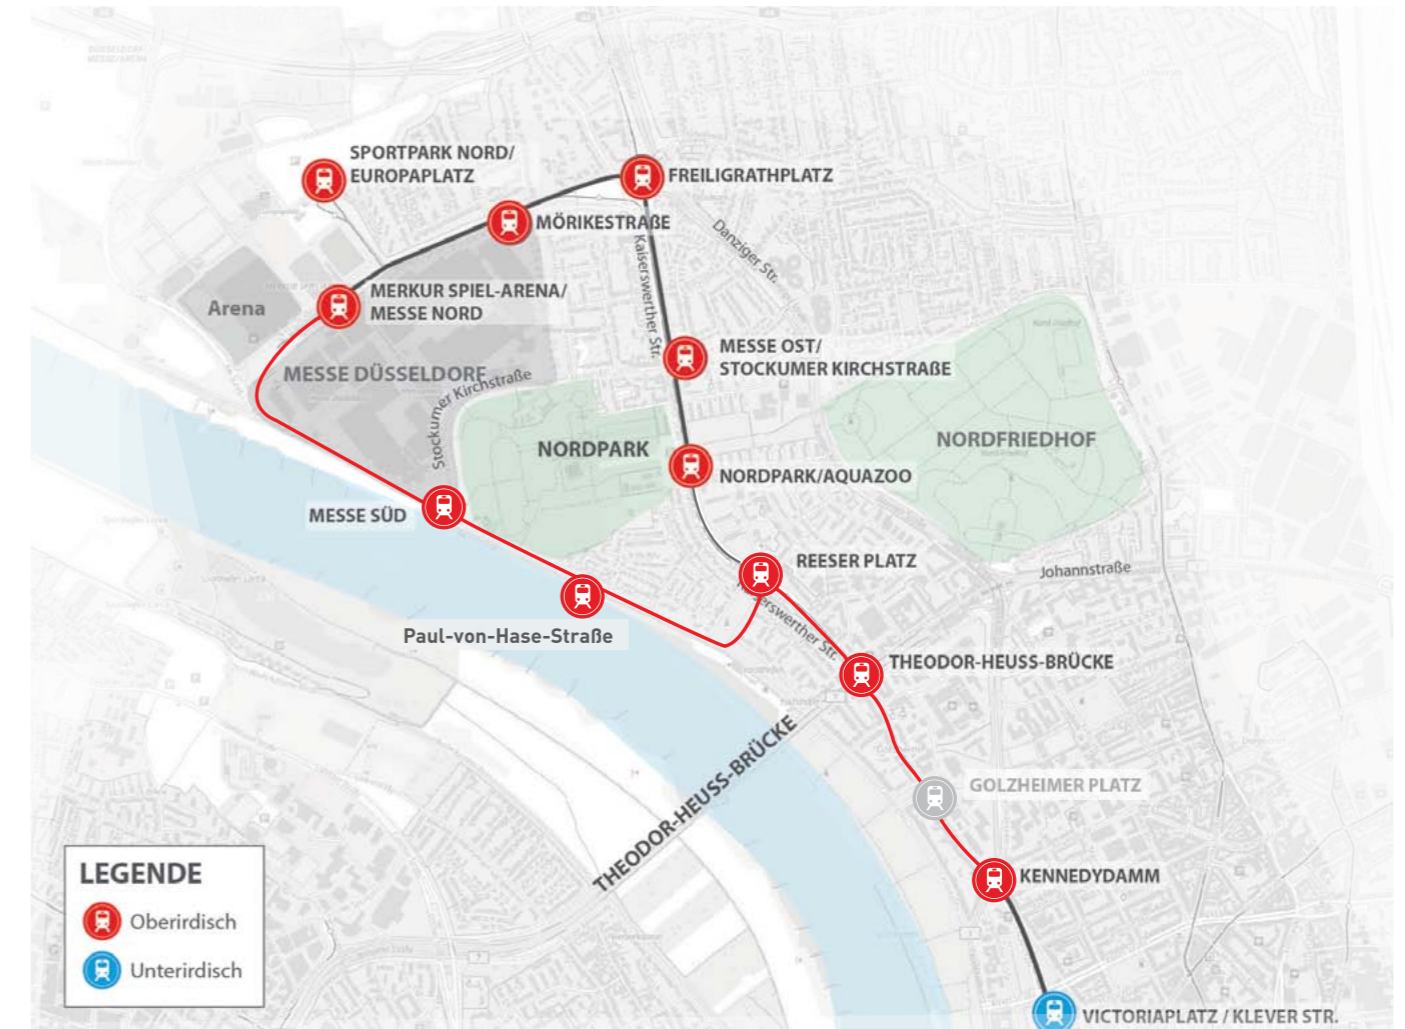 SPORTPARK NORD/
EUROPAPLATZ
FREILIGRATHPLATZ
MÖRIKESTRAßE
Danziger Str.
Kaiserswerther Str.
MERKUR SPIEL-ARENA/
MESSE NORD
Arena
MESSE OST/
STOCKUMER KIRCHSTRAßE
MESSE DÜSSELDORF
Stockumer Kirchstraße
NORDPARK
NORDFRIEDHOF
NORDPARK/AQUAZOO
MESSE SÜD
REESER PLATZ
Johannstraße
Kaiserswerther Str.
Paul-von-Hase-Straße
THEODOR-HEUSS-BRÜCKE
THEODOR-HEUSS-BRÜCKE
GOLZHEIMER PLATZ
KENNEDYDAMM
VICTORIAPLATZ / KLEVER STR.
LEGENDE
Oberirdisch
Unterirdisch